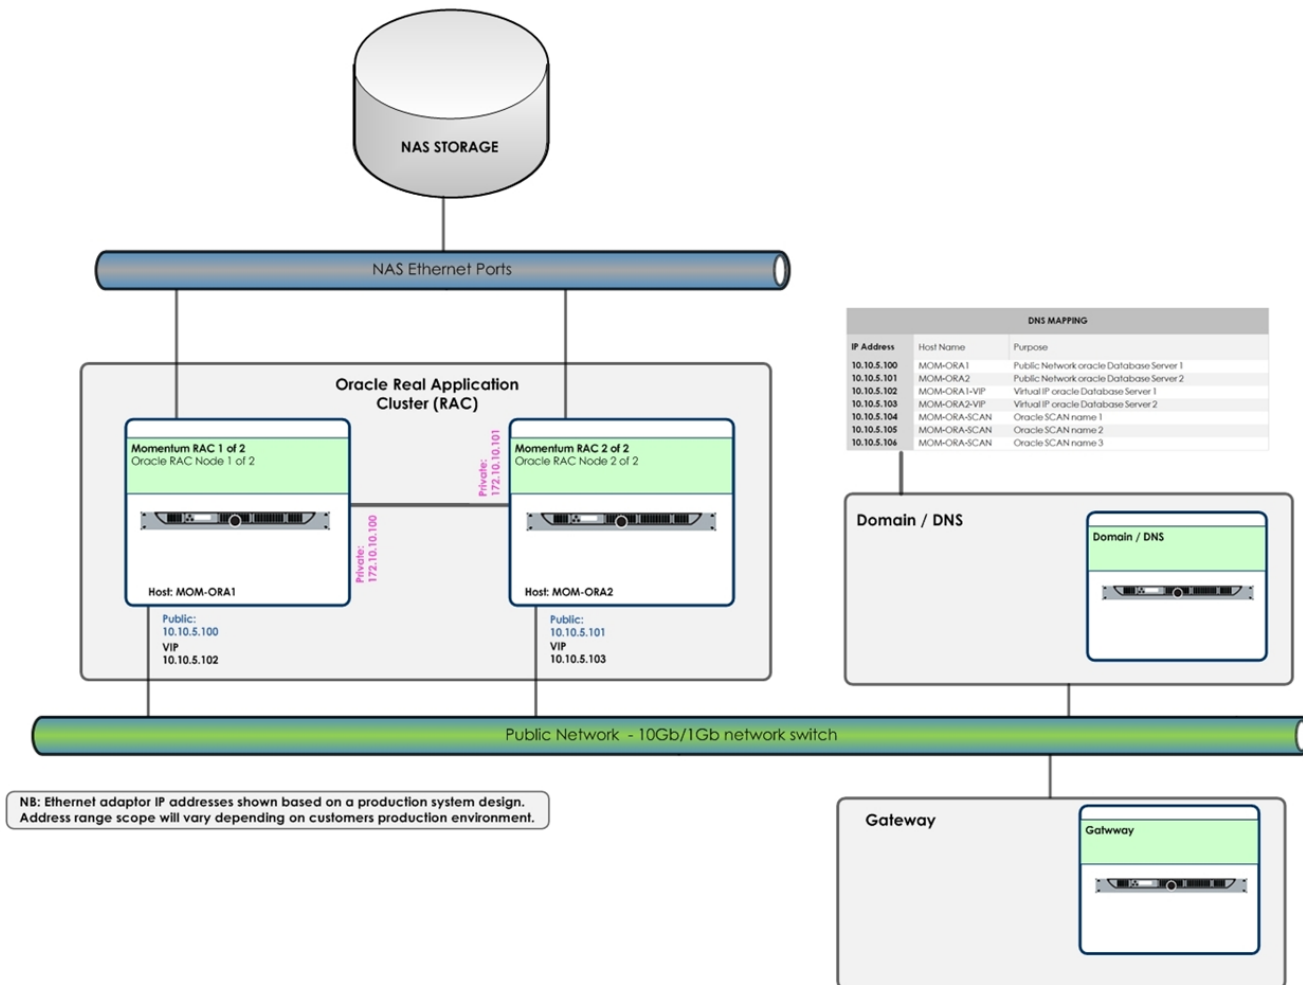 NAS STORAGE
NAS Ethernet Ports
Oracle Real Application
Cluster (RAC)
Momentum RAC 1 of 2
Oracle RAC Node 1 of 2
Host: MOM-ORA1
Private:
172.10.10.100
Private:
172.10.10.101
Momentum RAC 2 of 2
Oracle RAC Node 2 of 2
Host: MOM-ORA2
Public:
10.10.5.100
VIP
10.10.5.102
Public:
10.10.5.101
VIP
10.10.5.103
DNS MAPPING
IP Address Host Name Purpose
10.10.5.100 MOM-ORA1 Public Network oracle Database Server 1
10.10.5.101 MOM-ORA2 Public Network oracle Database Server 2
10.10.5.102 MOM-ORA1-VIP Virtual IP oracle Database Server 1
10.10.5.103 MOM-ORA2-VIP Virtual IP oracle Database Server 2
10.10.5.104 MOM-ORA-SCAN Oracle SCAN name 1
10.10.5.105 MOM-ORA-SCAN Oracle SCAN name 2
10.10.5.106 MOM-ORA-SCAN Oracle SCAN name 3
Domain / DNS
Domain / DNS
Public Network - 10Gb/1Gb network switch
NB: Ethernet adaptor IP addresses shown based on a production system design.
Address range scope will vary depending on customers production environment.
Gateway
Gatwway